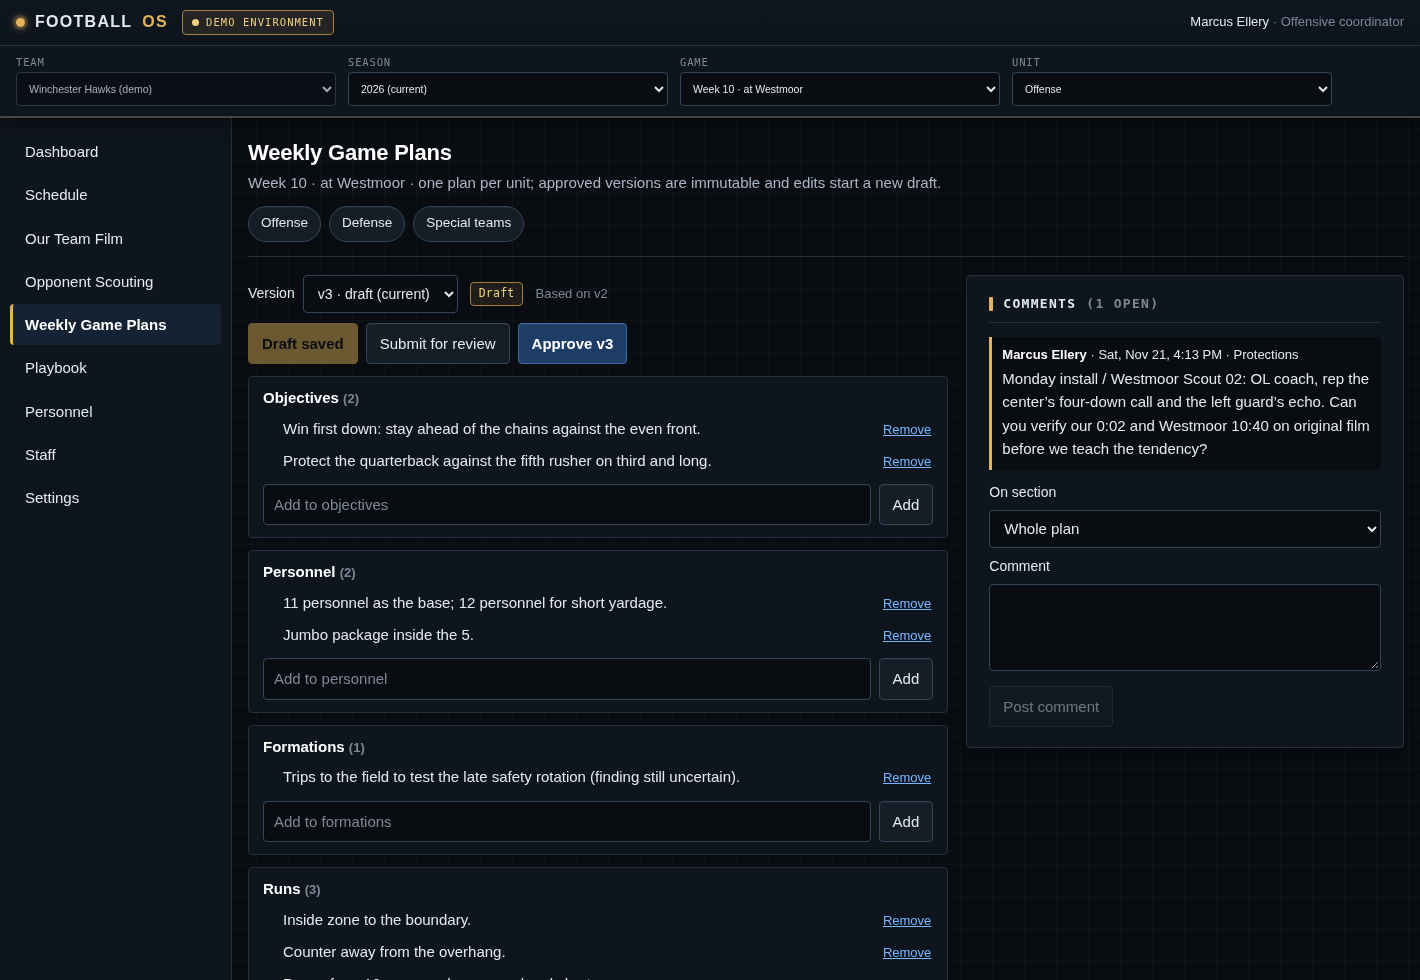 FOOTBALL OS
DEMO ENVIRONMENT
Marcus Ellery · Offensive coordinator
TEAM
Winchester Hawks (demo)
SEASON
2026 (current)
GAME
Week 10 · at Westmoor
UNIT
Offense
Dashboard
Schedule
Our Team Film
Opponent Scouting
Weekly Game Plans
Playbook
Personnel
Staff
Settings
Weekly Game Plans
Week 10 · at Westmoor · one plan per unit; approved versions are immutable and edits start a new draft.
Offense
Defense
Special teams
Version
v3 · draft (current)
Draft
Based on v2
Draft saved
Submit for review
Approve v3
Objectives (2)
Win first down: stay ahead of the chains against the even front.
Remove
Protect the quarterback against the fifth rusher on third and long.
Remove
Add to objectives
Add
Personnel (2)
11 personnel as the base; 12 personnel for short yardage.
Remove
Jumbo package inside the 5.
Remove
Add to personnel
Add
Formations (1)
Trips to the field to test the late safety rotation (finding still uncertain).
Remove
Add to formations
Add
Runs (3)
Inside zone to the boundary.
Remove
Counter away from the overhang.
Remove
COMMENTS (1 OPEN)
Marcus Ellery · Sat, Nov 21, 4:13 PM · Protections
Monday install / Westmoor Scout 02: OL coach, rep the
center’s four-down call and the left guard’s echo. Can
you verify our 0:02 and Westmoor 10:40 on original film
before we teach the tendency?
On section
Whole plan
Comment
Post comment